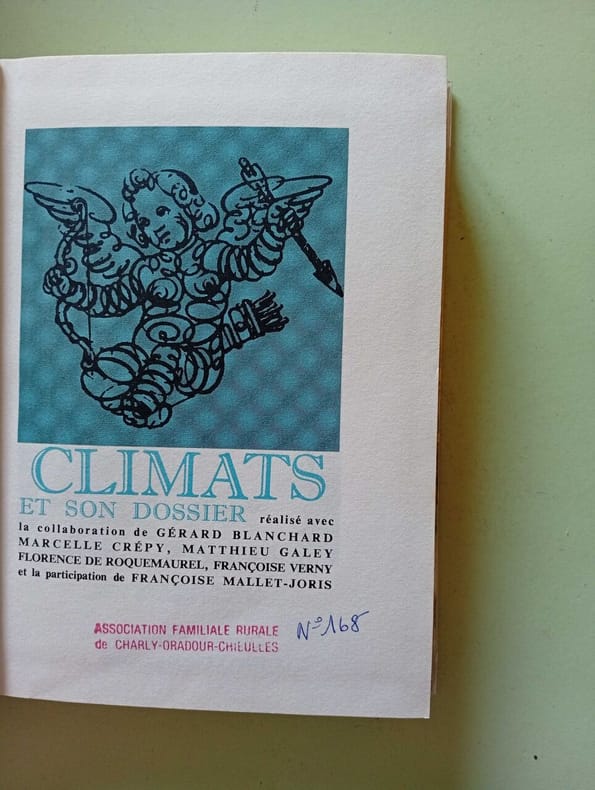 CLIMATS
ET SON DOSSIER réalisé avec
la collaboration de GÉRARD BLANCHARD
MARCELLE CRÉPY, MATTHIEU GALEY
FLORENCE DE ROQUEMAUREL, FRANÇOISE VERNY
et la participation de FRANÇOISE MALLET-JORIS
ASSOCIATION FAMILIALE RURALE
de CHARLY-ORADOUR-CHIEULLES
N° 168